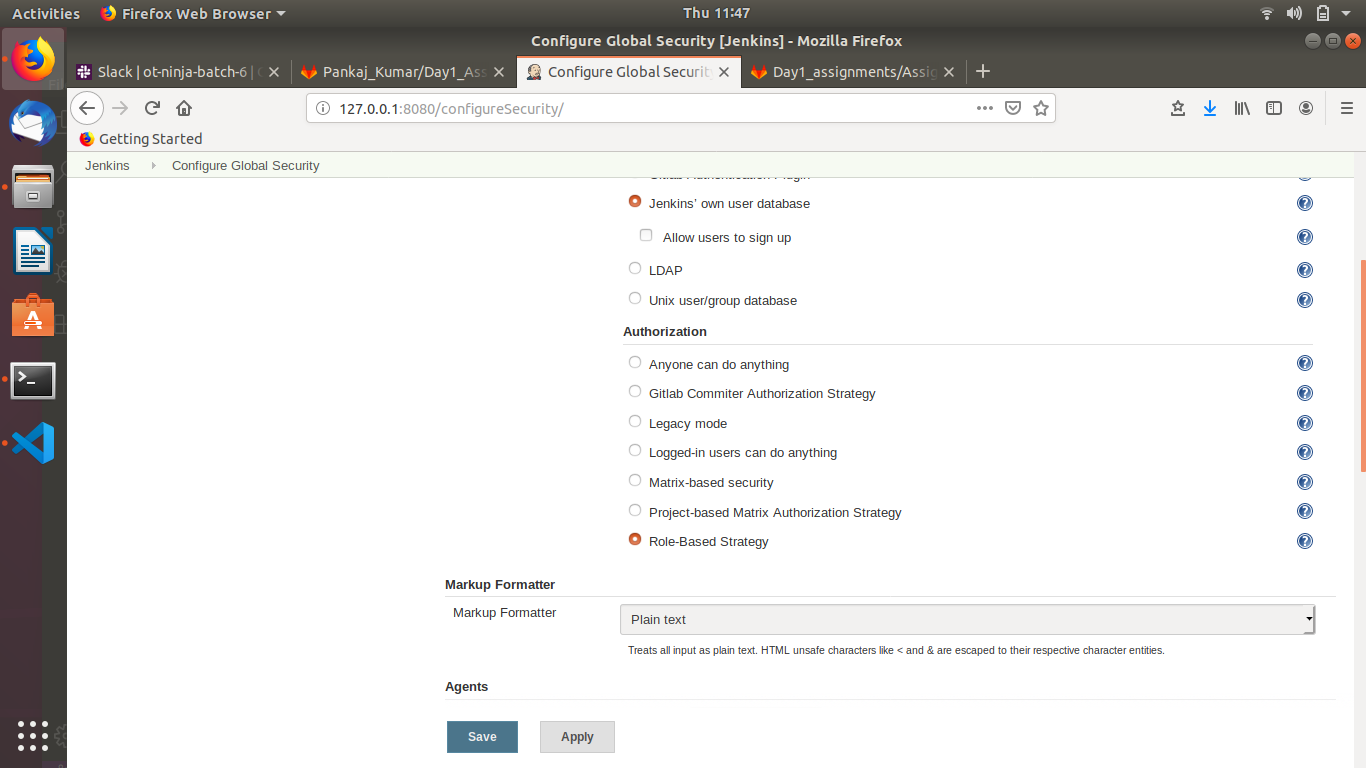 Activities Firefox Web Browser Thu 11:47
Configure Global Security [Jenkins] - Mozilla Firefox
Slack | ot-ninja-batch-6 | Pankaj_Kumar/Day1_Ass Configure Global Securit Day1_assignments/Assig
127.0.0.1:8080/configureSecurity/
Getting Started
Jenkins Configure Global Security
Jenkins' own user database
Allow users to sign up
LDAP
Unix user/group database
Authorization
Anyone can do anything
Gitlab Commiter Authorization Strategy
Legacy mode
Logged-in users can do anything
Matrix-based security
Project-based Matrix Authorization Strategy
Role-Based Strategy
Markup Formatter
Markup Formatter Plain text
Treats all input as plain text. HTML unsafe characters like < and & are escaped to their respective character entities.
Agents
Save Apply